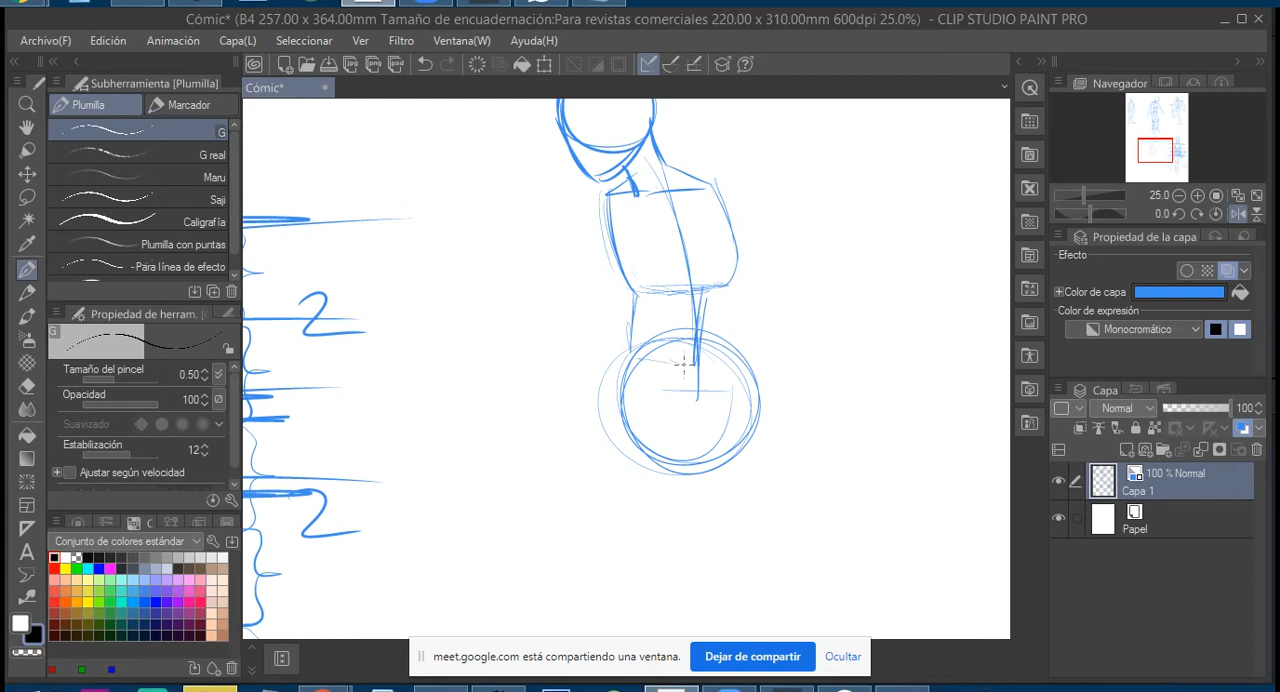 Cómic* (B4 257.00 x 364.00mm Tamaño de encuadernación:Para revistas comerciales 220.00 x 310.00mm 600dpi 25.0%) - CLIP STUDIO PAINT PRO
Archivo(F) Edición Animación Capa(L) Seleccionar Ver Filtro Ventana(W) Ayuda(H)
Subherramienta [Plumilla]
Plumilla Marcador
G
G real
Maru
Saji
Caligrafía
Plumilla con puntas
Para línea de efecto
Propiedad de herram.
G
Tamaño del pincel 0.50
Opacidad 100
Suavizado
Estabilización 12
Ajustar según velocidad
Conjunto de colores estándar
Cómic*
2
2
Navegador
25.0
0.0
Propiedad de la capa
Efecto
Color de capa
Color de expresión
Monocromático
Capa
Normal 100
100 % Normal
Capa 1
Papel
meet.google.com está compartiendo una ventana. Dejar de compartir Ocultar